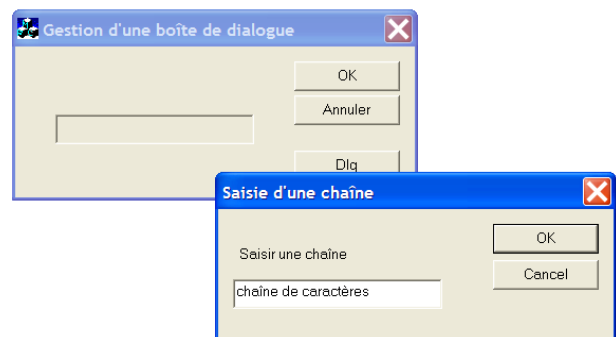 Gestion d'une boîte de dialogue
OK
Annuler
Dlg
Saisie d'une chaîne
OK
Saisir une chaîne
Cancel
chaîne de caractères